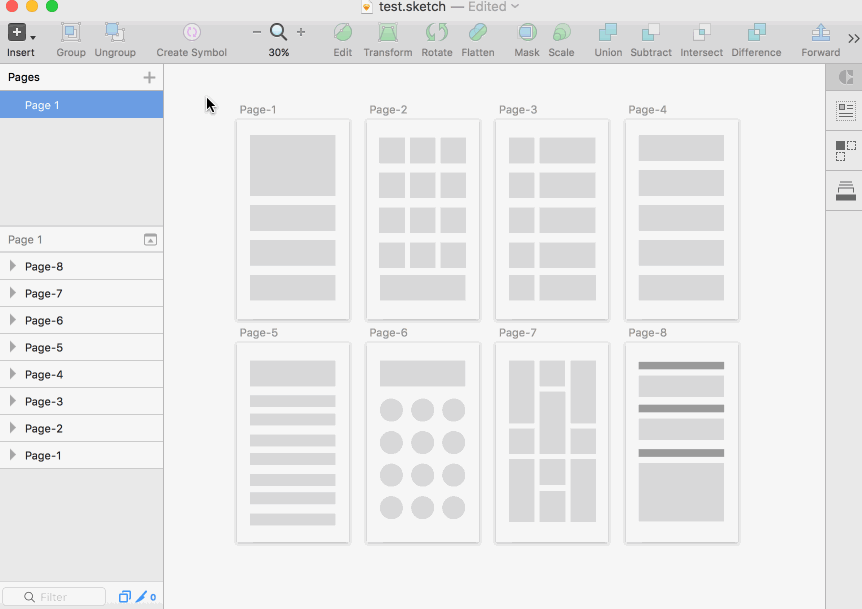 test.sketch — Edited
Insert Group Ungroup Create Symbol 30% Edit Transform Rotate Flatten Mask Scale Union Subtract Intersect Difference Forward
Pages
Page 1
Page 1
Page-8
Page-7
Page-6
Page-5
Page-4
Page-3
Page-2
Page-1
Filter 0
Page-1 Page-2 Page-3 Page-4
Page-5 Page-6 Page-7 Page-8